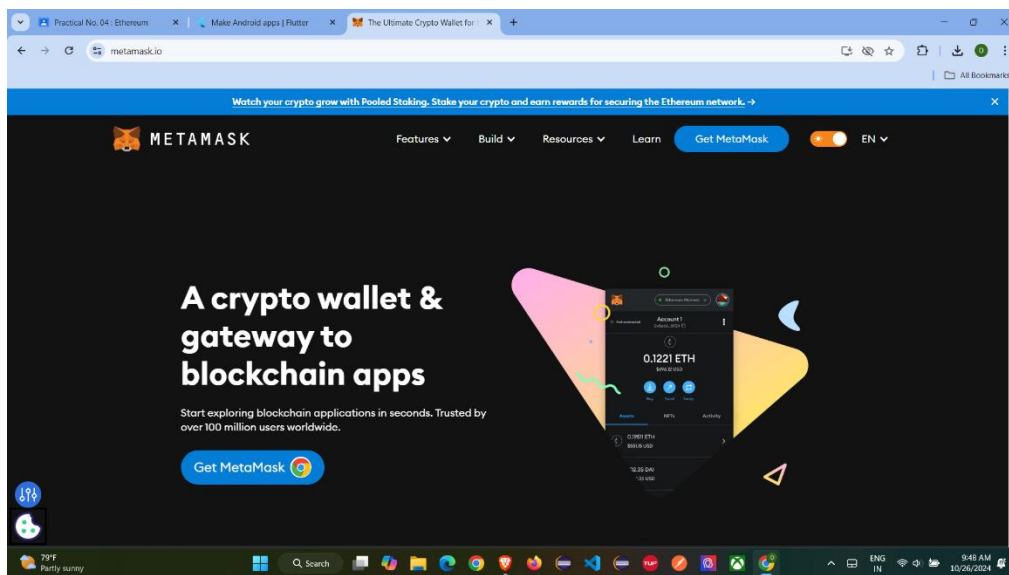 Practical No. 04 : Ethereum
Make Android apps | Flutter
The Ultimate Crypto Wallet for
metamask.io
All Bookmarks
Watch your crypto grow with Pooled Staking. Stake your crypto and earn rewards for securing the Ethereum network. →
METAMASK
Features
Build
Resources
Learn
Get MetaMask
EN
A crypto wallet &
gateway to
blockchain apps
Start exploring blockchain applications in seconds. Trusted by
over 100 million users worldwide.
Get MetaMask
Account 1
0.1221 ETH
Buy
Send
Swap
Assets
NFTs
Activity
79°F
Partly sunny
Search
ENG
IN
9:48 AM
10/26/2024